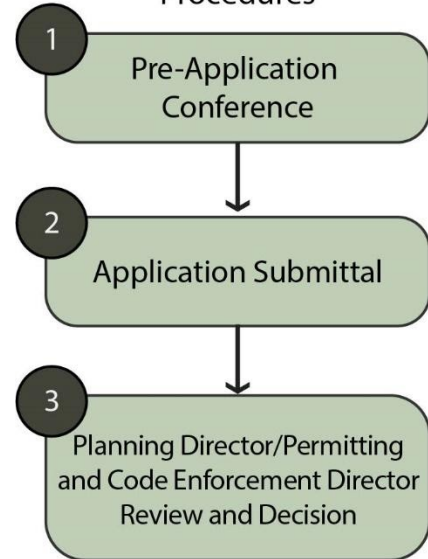 Procedures
1
Pre-Application
Conference
2
Application Submittal
3
Planning Director/Permitting
and Code Enforcement Director
Review and Decision